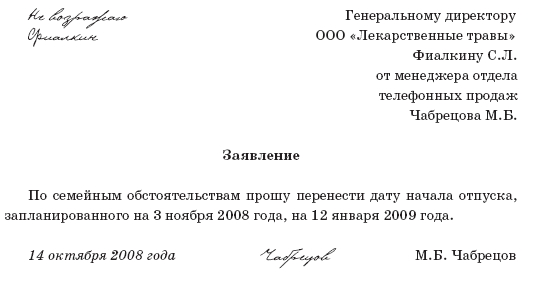 Не возражаю
Фиалкин
Генеральному директору
ООО «Лекарственные травы»
Фиалкину С.Л.
от менеджера отдела
телефонных продаж
Чабрецова М.Б.
Заявление
По семейным обстоятельствам прошу перенести дату начала отпуска,
запланированного на 3 ноября 2008 года, на 12 января 2009 года.
14 октября 2008 года Чабрецов М.Б. Чабрецов